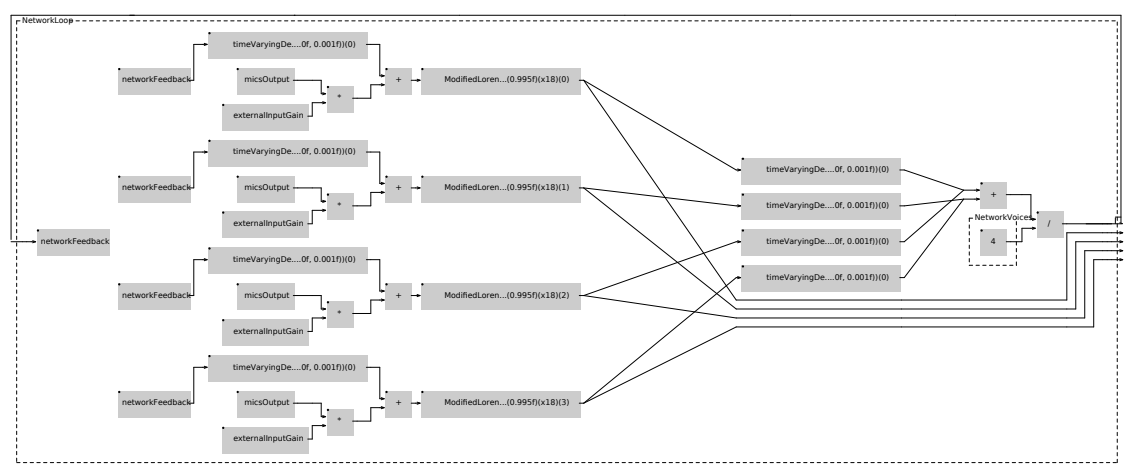 NetworkLoop
timeVaryingDe....0f, 0.001f))(0)
networkFeedback
micsOutput
*
+
ModifiedLoren...(0.995f)(x18)(0)
externalInputGain
timeVaryingDe....0f, 0.001f))(0)
networkFeedback
micsOutput
*
+
ModifiedLoren...(0.995f)(x18)(1)
externalInputGain
networkFeedback
timeVaryingDe....0f, 0.001f))(0)
networkFeedback
micsOutput
*
+
ModifiedLoren...(0.995f)(x18)(2)
externalInputGain
timeVaryingDe....0f, 0.001f))(0)
networkFeedback
micsOutput
*
+
ModifiedLoren...(0.995f)(x18)(3)
externalInputGain
timeVaryingDe....0f, 0.001f))(0)
timeVaryingDe....0f, 0.001f))(0)
timeVaryingDe....0f, 0.001f))(0)
timeVaryingDe....0f, 0.001f))(0)
+
NetworkVoices
4
/